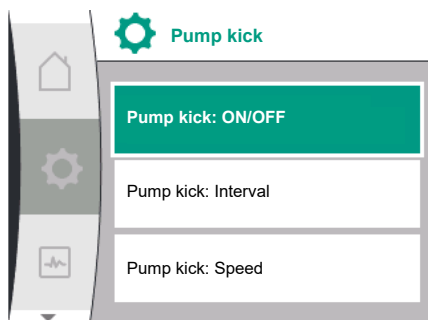 Pump kick
Pump kick: ON/OFF
Pump kick: Interval
Pump kick: Speed